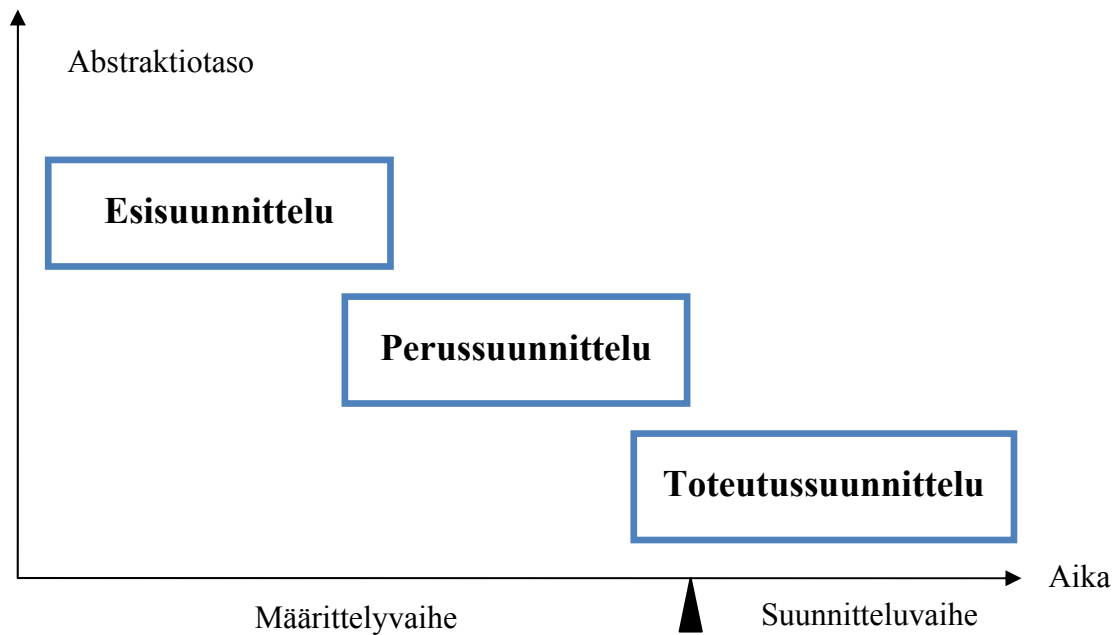 Abstraktiotaso
Esisuunnittelu
Perussuunnittelu
Toteutussuunnittelu
Aika
Määrittelyvaihe
Suunnitteluvaihe